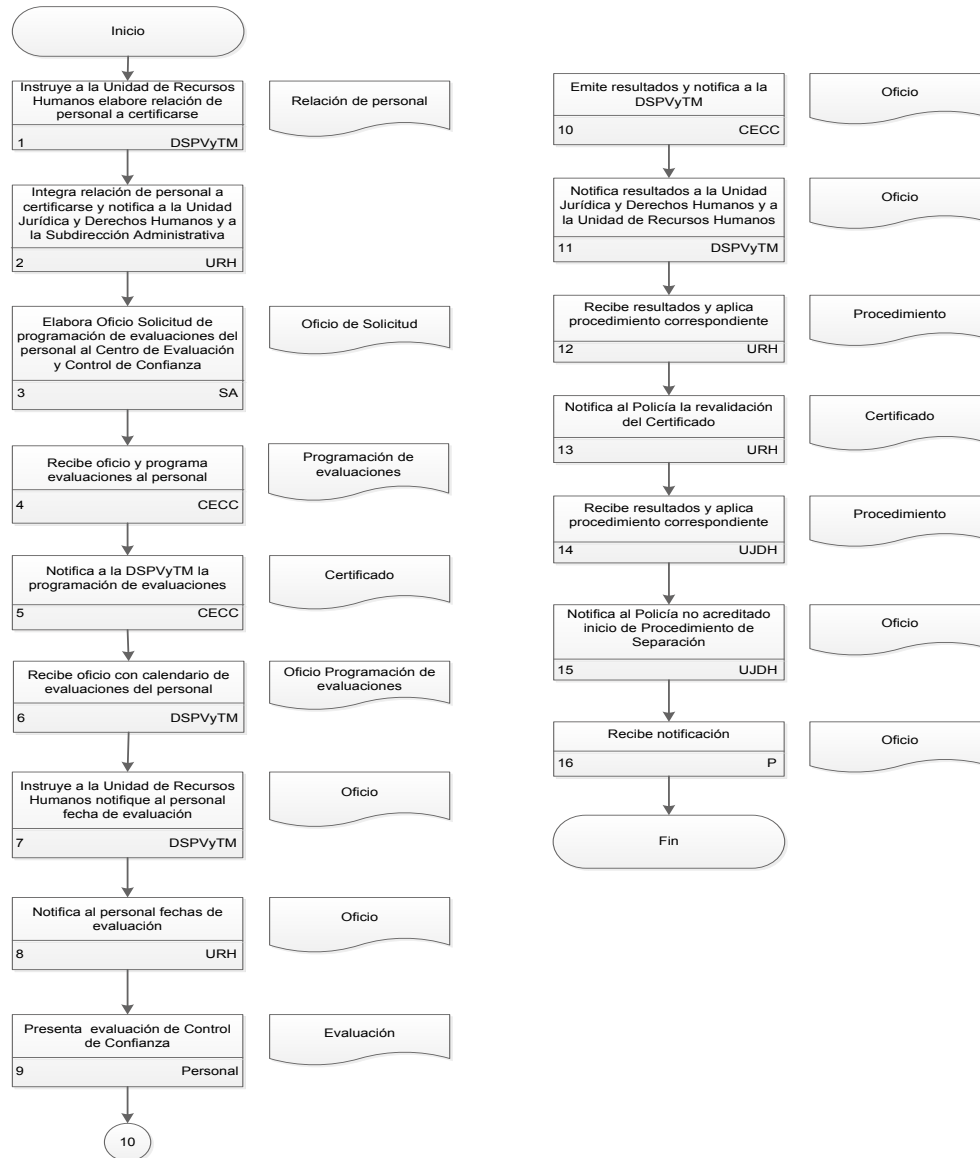 Inicio
Instruye a la Unidad de Recursos
Humanos elabore relación de
personal a certificarse
1 DSPVyTM
Relación de personal
Integra relación de personal a
certificarse y notifica a la Unidad
Jurídica y Derechos Humanos y a
la Subdirección Administrativa
2 URH
Elabora Oficio Solicitud de
programación de evaluaciones del
personal al Centro de Evaluación
y Control de Confianza
3 SA
Oficio de Solicitud
Recibe oficio y programa
evaluaciones al personal
4 CECC
Programación de
evaluaciones
Notifica a la DSPVyTM la
programación de evaluaciones
5 CECC
Certificado
Recibe oficio con calendario de
evaluaciones del personal
6 DSPVyTM
Oficio Programación de
evaluaciones
Instruye a la Unidad de Recursos
Humanos notifique al personal
fecha de evaluación
7 DSPVyTM
Oficio
Notifica al personal fechas de
evaluación
8 URH
Oficio
Presenta evaluación de Control
de Confianza
9 Personal
Evaluación
10
Emite resultados y notifica a la
DSPVyTM
10 CECC
Oficio
Notifica resultados a la Unidad
Jurídica y Derechos Humanos y a
la Unidad de Recursos Humanos
11 DSPVyTM
Oficio
Recibe resultados y aplica
procedimiento correspondiente
12 URH
Procedimiento
Notifica al Policía la revalidación
del Certificado
13 URH
Certificado
Recibe resultados y aplica
procedimiento correspondiente
14 UJDH
Procedimiento
Notifica al Policía no acreditado
inicio de Procedimiento de
Separación
15 UJDH
Oficio
Recibe notificación
16 P
Oficio
Fin